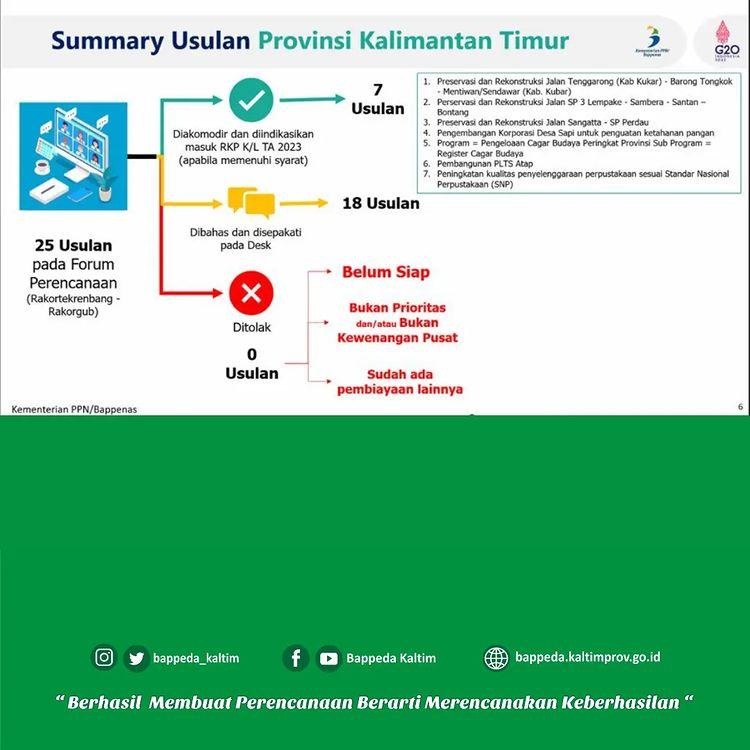 Summary Usulan Provinsi Kalimantan Timur
Kementerian PPN/
Bappenas
G20
INDONESIA
2022
7
Usulan
Diakomodir dan diindikasikan
masuk RKP K/L TA 2023
(apabila memenuhi syarat)
1. Preservasi dan Rekonstruksi Jalan Tenggarong (Kab Kukar) - Barong Tongkok
- Mentiwan/Sendawar (Kab. Kubar)
2. Perservasi dan Rekonstruksi Jalan SP 3 Lempake - Sambera - Santan –
Bontang
3. Preservasi dan Rekonstruksi Jalan Sangatta - SP Perdau
4. Pengembangan Korporasi Desa Sapi untuk penguatan ketahanan pangan
5. Program = Pengeloaan Cagar Budaya Peringkat Provinsi Sub Program =
Register Cagar Budaya
6. Pembangunan PLTS Atap
7. Peningkatan kualitas penyelenggaraan perpustakaan sesuai Standar Nasional
Perpustakaan (SNP)
18 Usulan
Dibahas dan disepakati
pada Desk
25 Usulan
pada Forum
Perencanaan
(Rakortekrenbang -
Rakorgub)
Ditolak
0
Usulan
Belum Siap
Bukan Prioritas
dan/atau Bukan
Kewenangan Pusat
Sudah ada
pembiayaan lainnya
Kementerian PPN/Bappenas
6
bappeda_kaltim
Bappeda Kaltim
bappeda.kaltimprov.go.id
“ Berhasil Membuat Perencanaan Berarti Merencanakan Keberhasilan “